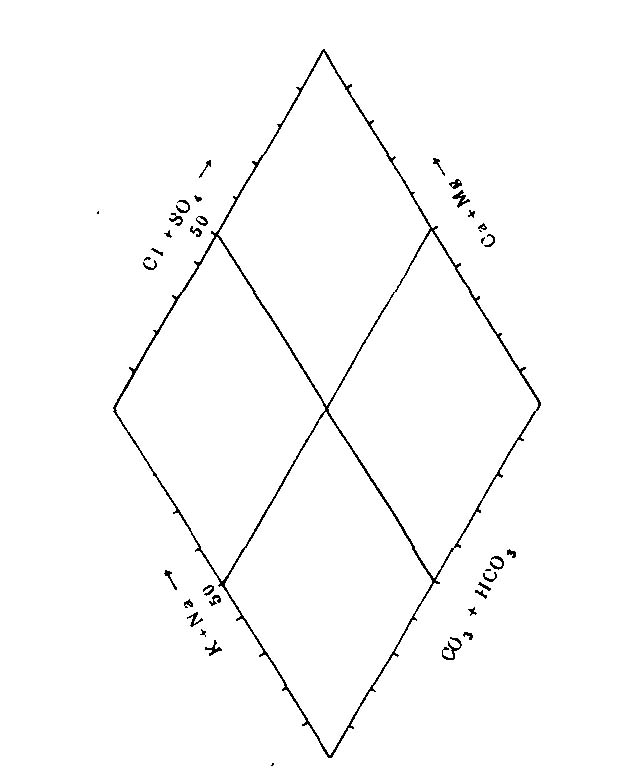 Cl + SO₄ →
50
Ca + Mg →
K + Na →
50
CO₃ + HCO₃